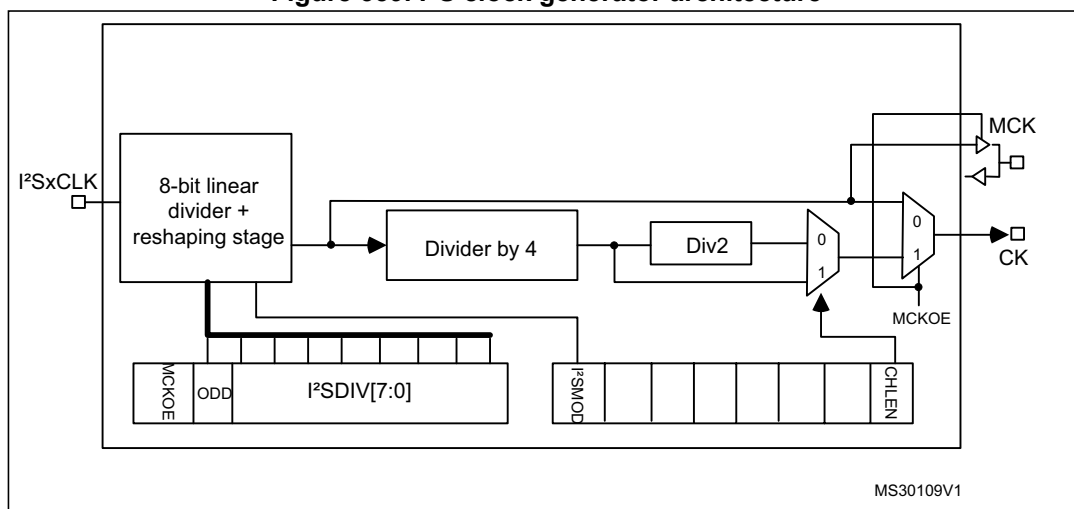 MCK
I²SxCLK
8-bit linear
divider +
reshaping stage
Divider by 4
Div2
0
1
0
1
CK
MCKOE
MCKOE
ODD
I²SDIV[7:0]
I²SMOD
CHLEN
MS30109V1